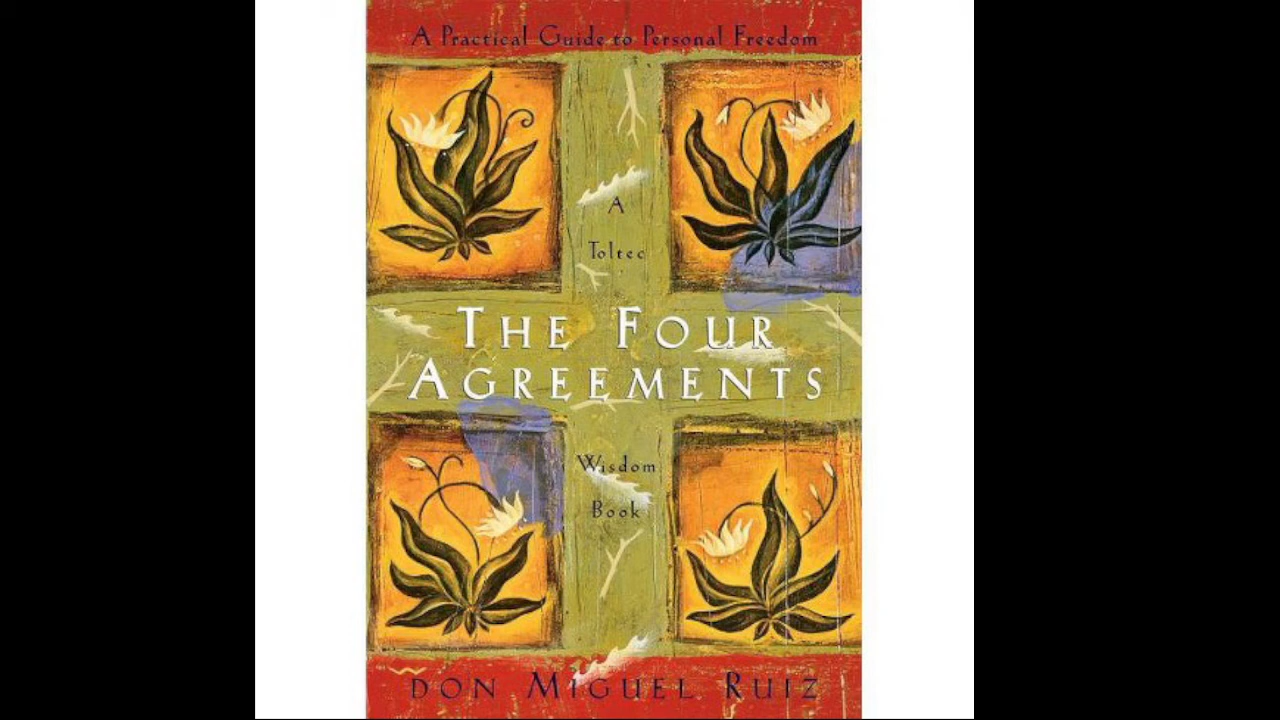 A Practical Guide to Personal Freedom
A
Toltec
THE FOUR
AGREEMENTS
Wisdom
Book
DON MIGUEL RUIZ